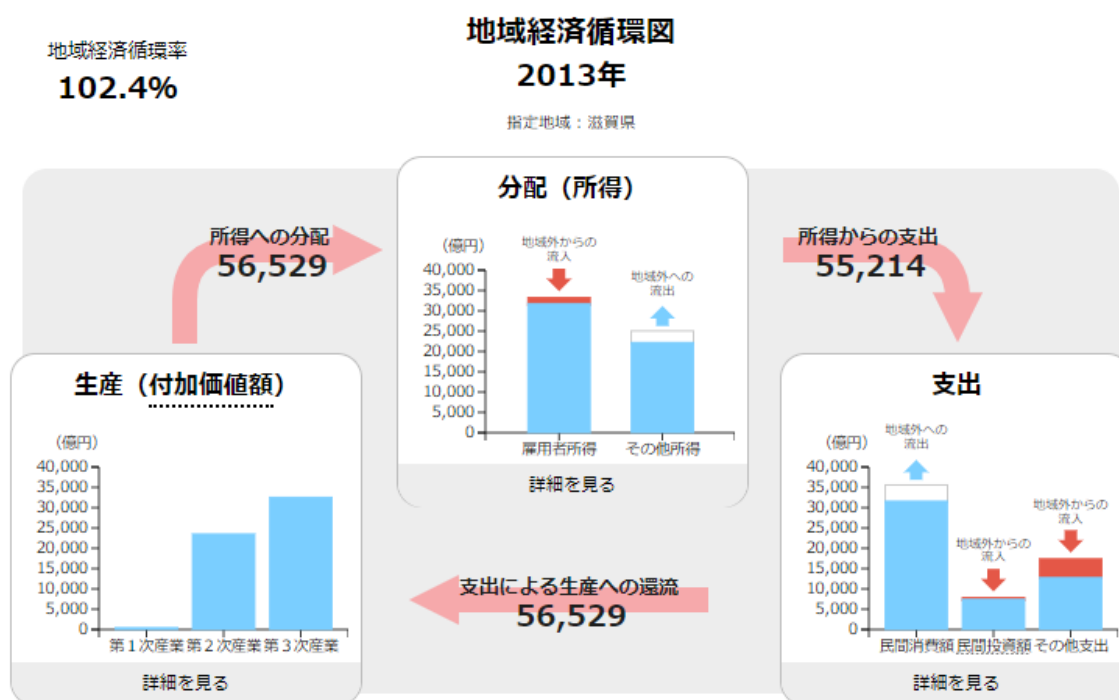 地域経済循環図
2013年
指定地域：滋賀県
地域経済循環率
102.4%
所得への分配
56,529
分配（所得）
（億円）
地域外からの
流入
地域外への
流出
40,000
35,000
30,000
25,000
20,000
15,000
10,000
5,000
0
雇用者所得
その他所得
詳細を見る
所得からの支出
55,214
生産（付加価値額）
（億円）
40,000
35,000
30,000
25,000
20,000
15,000
10,000
5,000
0
第１次産業
第２次産業
第３次産業
詳細を見る
支出による生産への還流
56,529
支出
（億円）
地域外への
流出
地域外からの
流入
地域外からの
流入
40,000
35,000
30,000
25,000
20,000
15,000
10,000
5,000
0
民間消費額
民間投資額
その他支出
詳細を見る